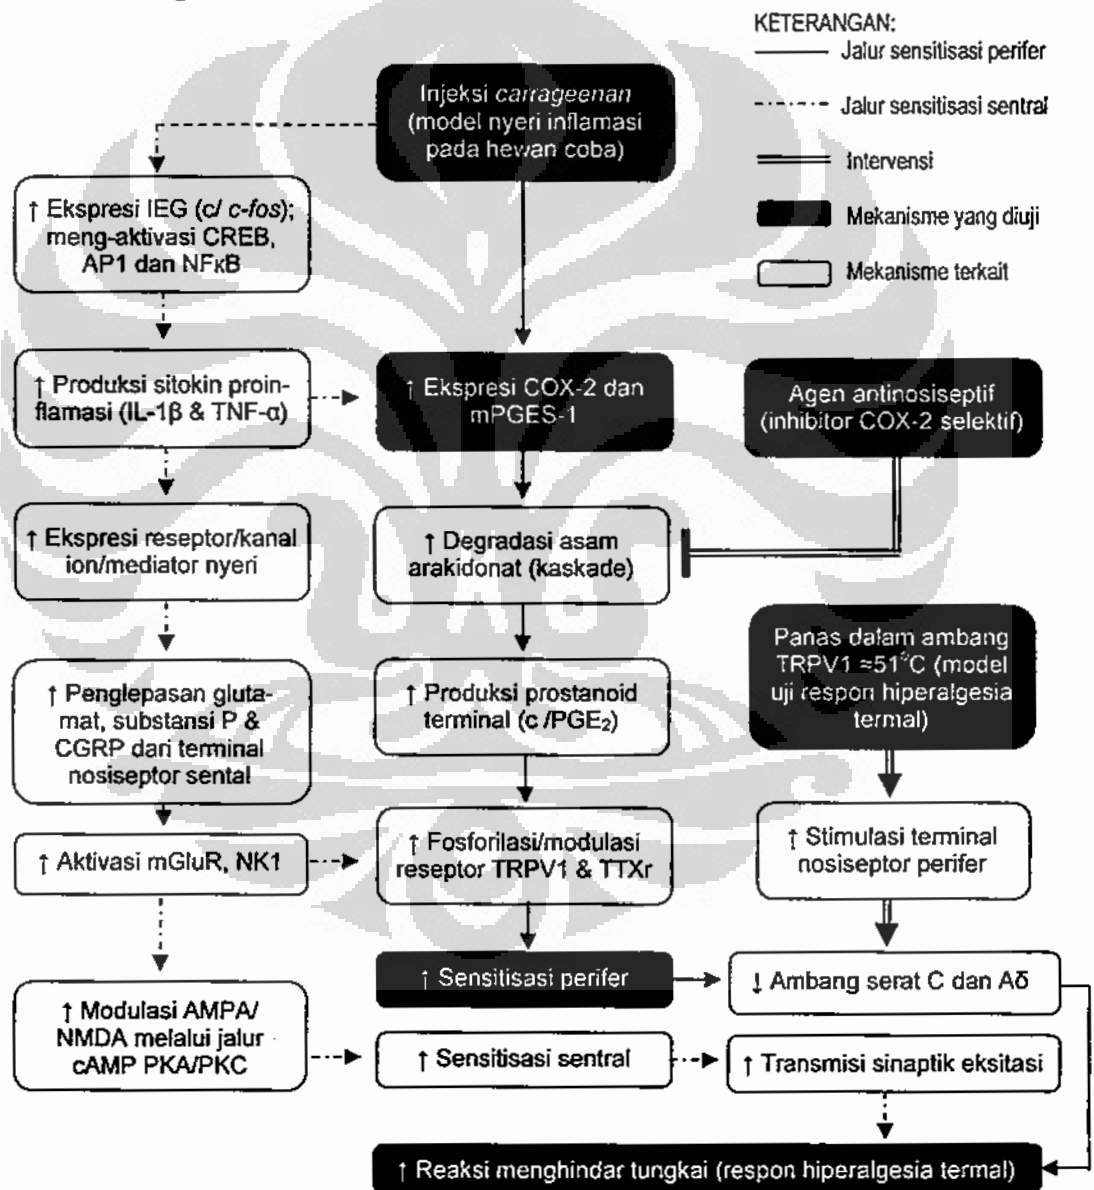 KETERANGAN:
Jalur sensitisasi perifer
Jalur sensitisasi sentral
Intervensi
Mekanisme yang diuji
Mekanisme terkait
Injeksi carrageenan
(model nyeri inflamasi
pada hewan coba)
↑ Ekspresi IEG (c/ c-fos);
meng-aktivasi CREB,
AP1 dan NFκB
↑ Produksi sitokin proin-
flamasi (IL-1β & TNF-α)
↑ Ekspresi COX-2 dan
mPGES-1
Agen antinosiseptif
(inhibitor COX-2 selektif)
↑ Ekspresi reseptor/kanal
ion/mediator nyeri
↑ Degradasi asam
arakidonat (kaskade)
Panas dalam ambang
TRPV1 ≈51°C (model
uji respon hiperalgesia
termal)
↑ Penglepasan gluta-
mat, substansi P &
CGRP dari terminal
nosiseptor sental
↑ Produksi prostanoid
terminal (c /PGE₂)
↑ Aktivasi mGluR, NK1
↑ Fosforilasi/modulasi
reseptor TRPV1 & TTXr
↑ Stimulasi terminal
nosiseptor perifer
↑ Sensitisasi perifer
↓ Ambang serat C dan Aδ
↑ Modulasi AMPA/
NMDA melalui jalur
cAMP PKA/PKC
↑ Sensitisasi sentral
↑ Transmisi sinaptik eksitasi
↑ Reaksi menghindar tungkai (respon hiperalgesia termal)